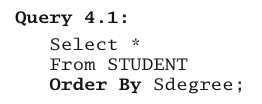 Query 4.1:
Select *
From STUDENT
Order By Sdegree;